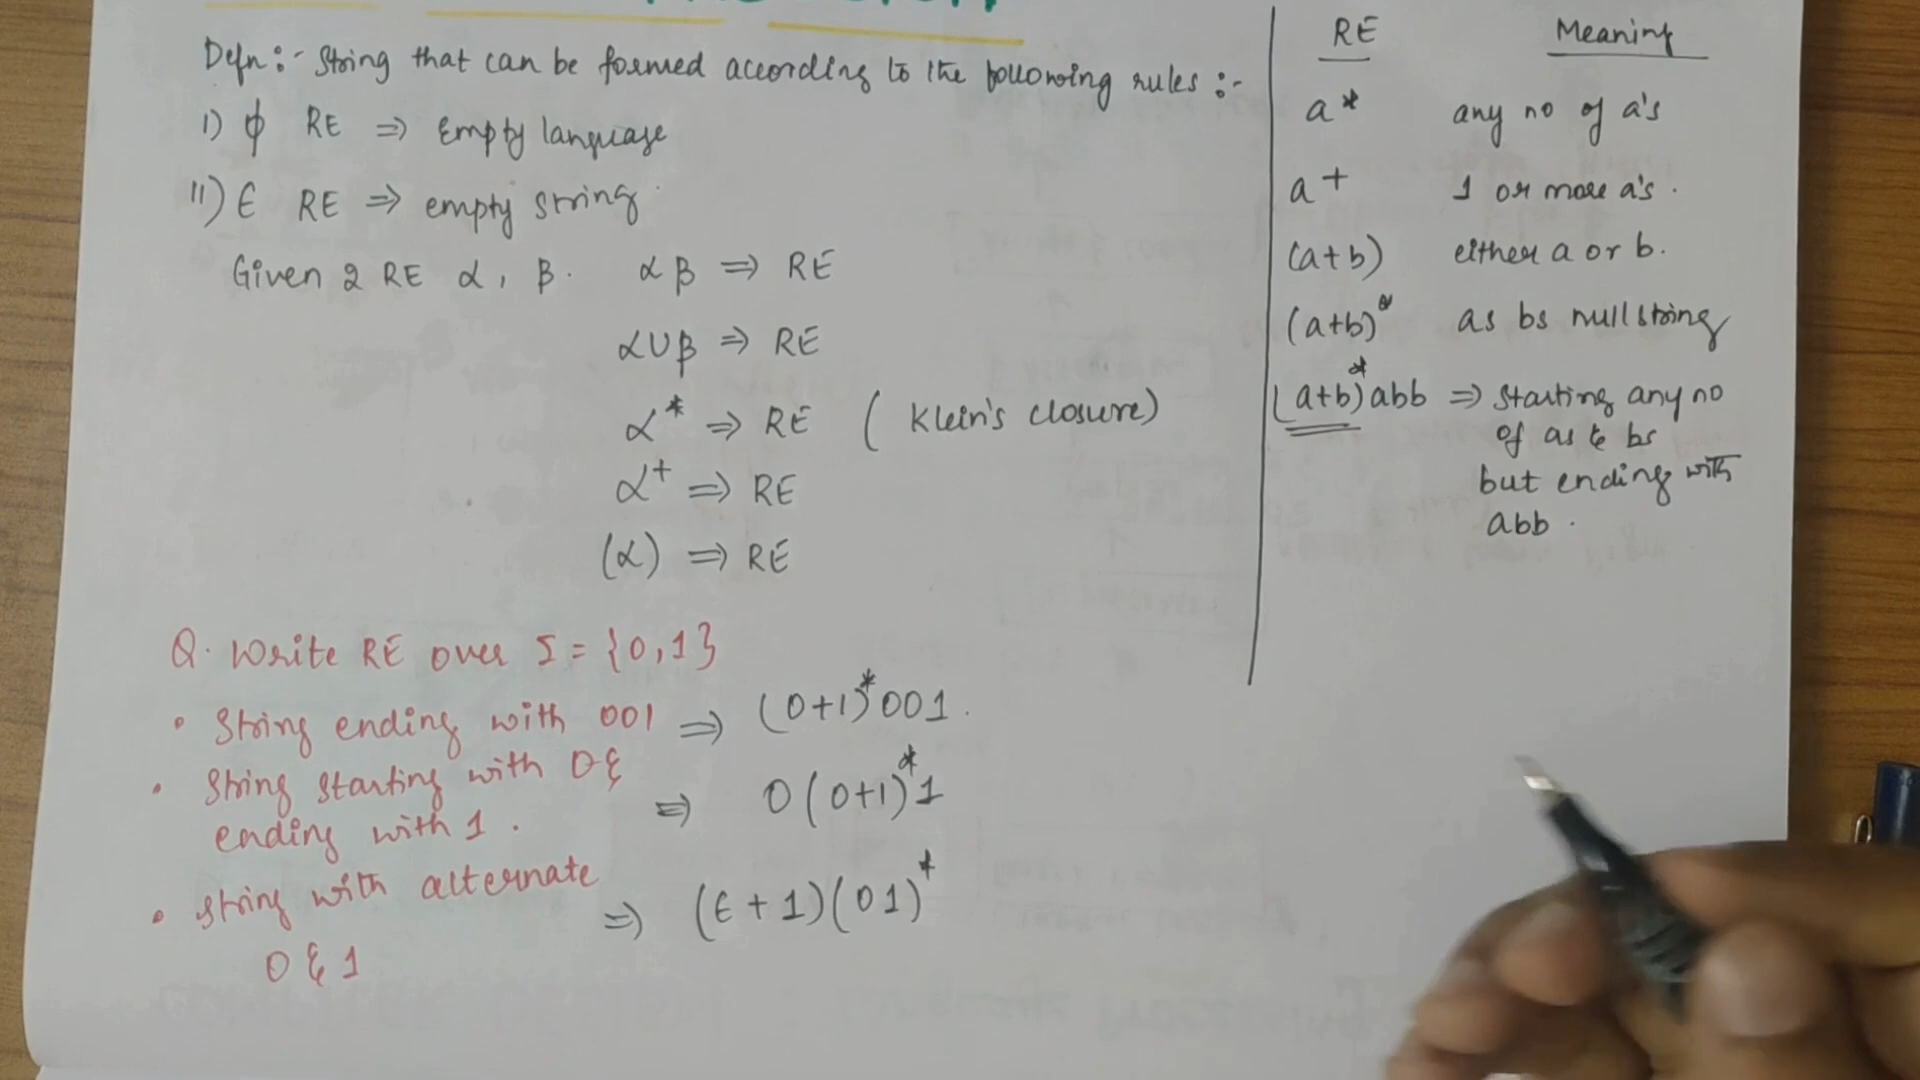 Defn:- String that can be formed according to the following rules :-
I) ϕ RE ⇒ Empty language
II) ϵ RE ⇒ empty string.
Given 2 RE α, β. αβ ⇒ RE
α∪β ⇒ RE
α* ⇒ RE ( Klein's closure)
α+ ⇒ RE
(α) ⇒ RE
Q. Write RE over Σ = {0,1}
• String ending with 001 ⇒ (0+1)*001.
• String starting with 0 &
ending with 1. ⇒ 0(0+1)*1
• String with alternate
0 & 1 ⇒ (ϵ+1)(01)*
RE Meaning
a* any no of a's
a+ 1 or more a's.
(a+b) either a or b.
(a+b)* as bs null string
(a+b)*abb ⇒ Starting any no
of as & bs
but ending with
abb.